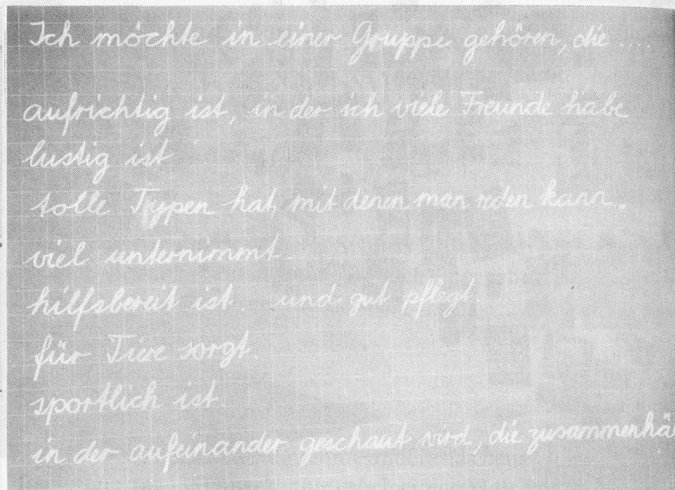 Ich möchte in einer Gruppe gehören, die ....
aufrichtig ist, in der ich viele Freunde habe
lustig ist
tolle Typen hat, mit denen man reden kann.
viel unternimmt.
hilfsbereit ist. und gut pflegt.
für Tiere sorgt.
sportlich ist.
in der aufeinander geschaut wird, die zusammenhä